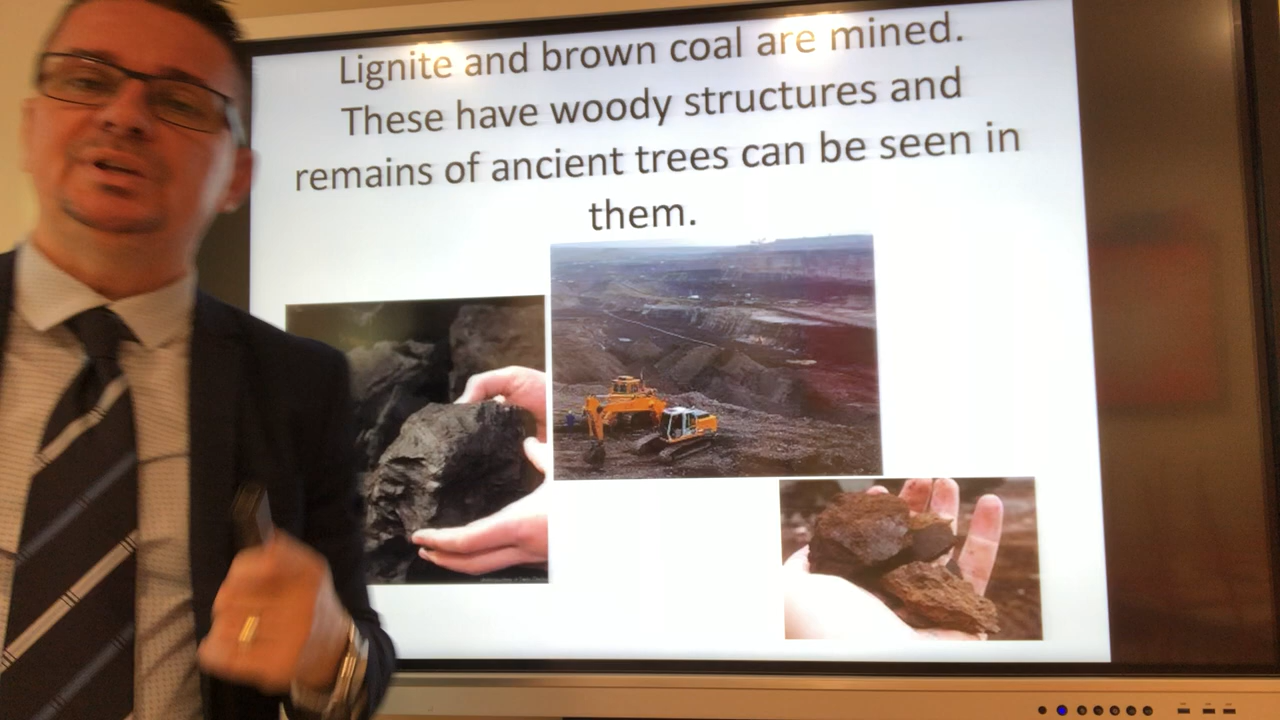 Lignite and brown coal are mined.
These have woody structures and
remains of ancient trees can be seen in
them.